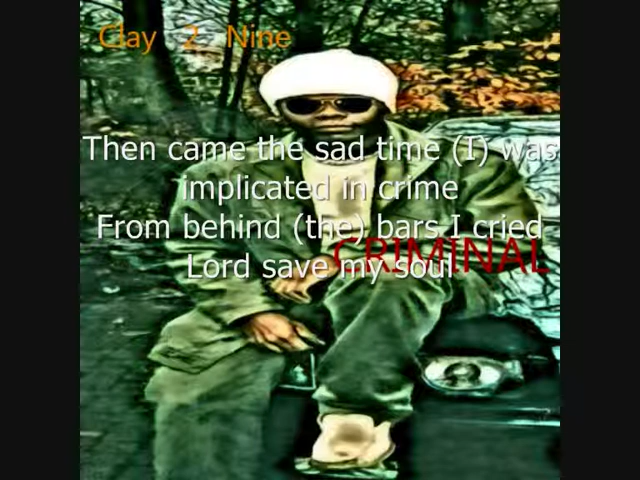 Clay 2 Nine
Then came the sad time (I) was
implicated in crime
From behind (the) bars I cried
CRIMINAL
Lord save my soul